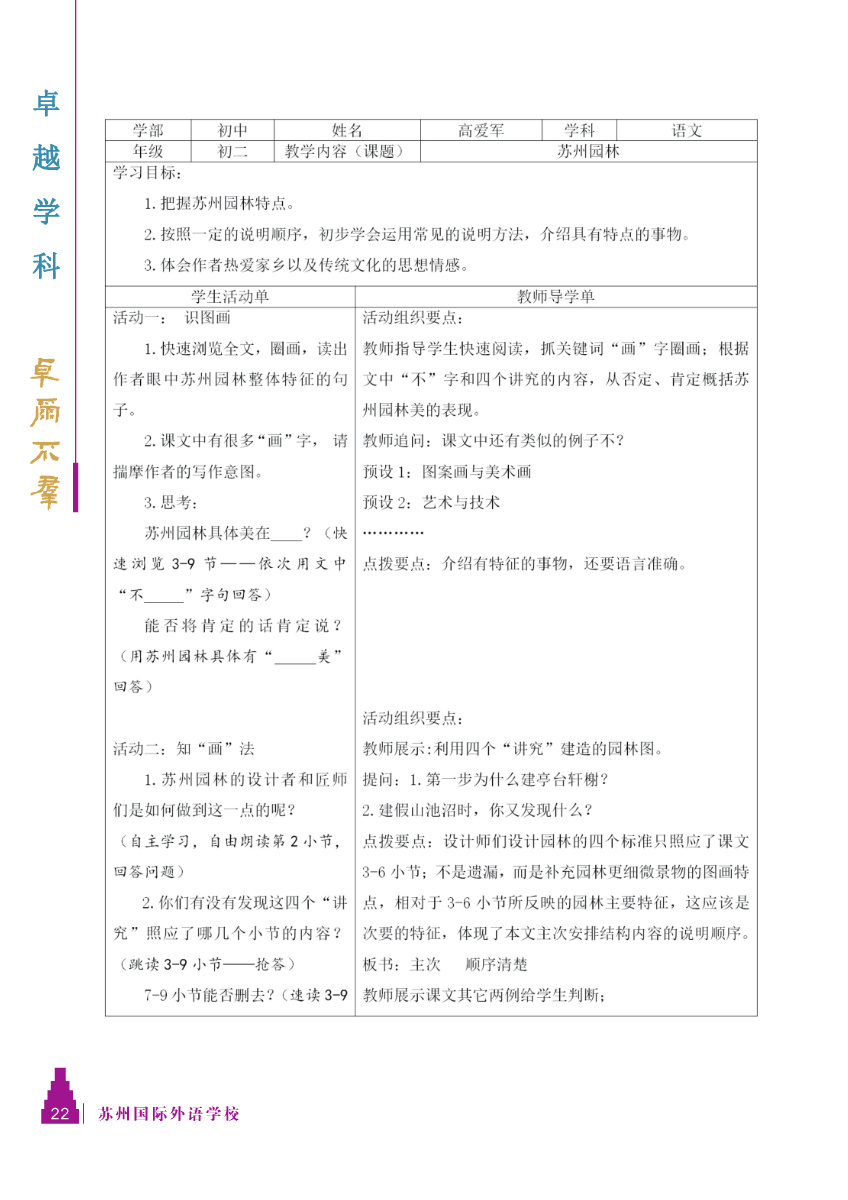 卓
越
学
科
卓
尔
不
群
学部 初中 姓名 高爱军 学科 语文
年级 初二 教学内容（课题） 苏州园林
学习目标：
1.把握苏州园林特点。
2.按照一定的说明顺序，初步学会运用常见的说明方法，介绍具有特点的事物。
3.体会作者热爱家乡以及传统文化的思想情感。
学生活动单
活动一： 识图画
1.快速浏览全文，圈画，读出
作者眼中苏州园林整体特征的句
子。
2.课文中有很多“画”字， 请
揣摩作者的写作意图。
3.思考：
苏州园林具体美在____？（快
速浏览 3-9 节——依次用文中
“不_____”字句回答）
能否将肯定的话肯定说？
（用苏州园林具体有“_____美”
回答）
活动二：知“画”法
1.苏州园林的设计者和匠师
们是如何做到这一点的呢？
（自主学习，自由朗读第 2 小节，
回答问题）
2.你们有没有发现这四个“讲
究”照应了哪几个小节的内容？
（跳读 3-9 小节——抢答）
7-9 小节能否删去？（速读 3-9
教师导学单
活动组织要点：
教师指导学生快速阅读，抓关键词“画”字圈画；根据
文中“不”字和四个讲究的内容，从否定、肯定概括苏
州园林美的表现。
教师追问：课文中还有类似的例子不？
预设 1：图案画与美术画
预设 2：艺术与技术
…………
点拨要点：介绍有特征的事物，还要语言准确。
活动组织要点：
教师展示:利用四个“讲究”建造的园林图。
提问：1.第一步为什么建亭台轩榭？
2.建假山池沼时，你又发现什么？
点拨要点：设计师们设计园林的四个标准只照应了课文
3-6 小节；不是遗漏，而是补充园林更细微景物的图画特
点，相对于 3-6 小节所反映的园林主要特征，这应该是
次要的特征，体现了本文主次安排结构内容的说明顺序。
板书：主次 顺序清楚
教师展示课文其它两例给学生判断；
22 苏州国际外语学校